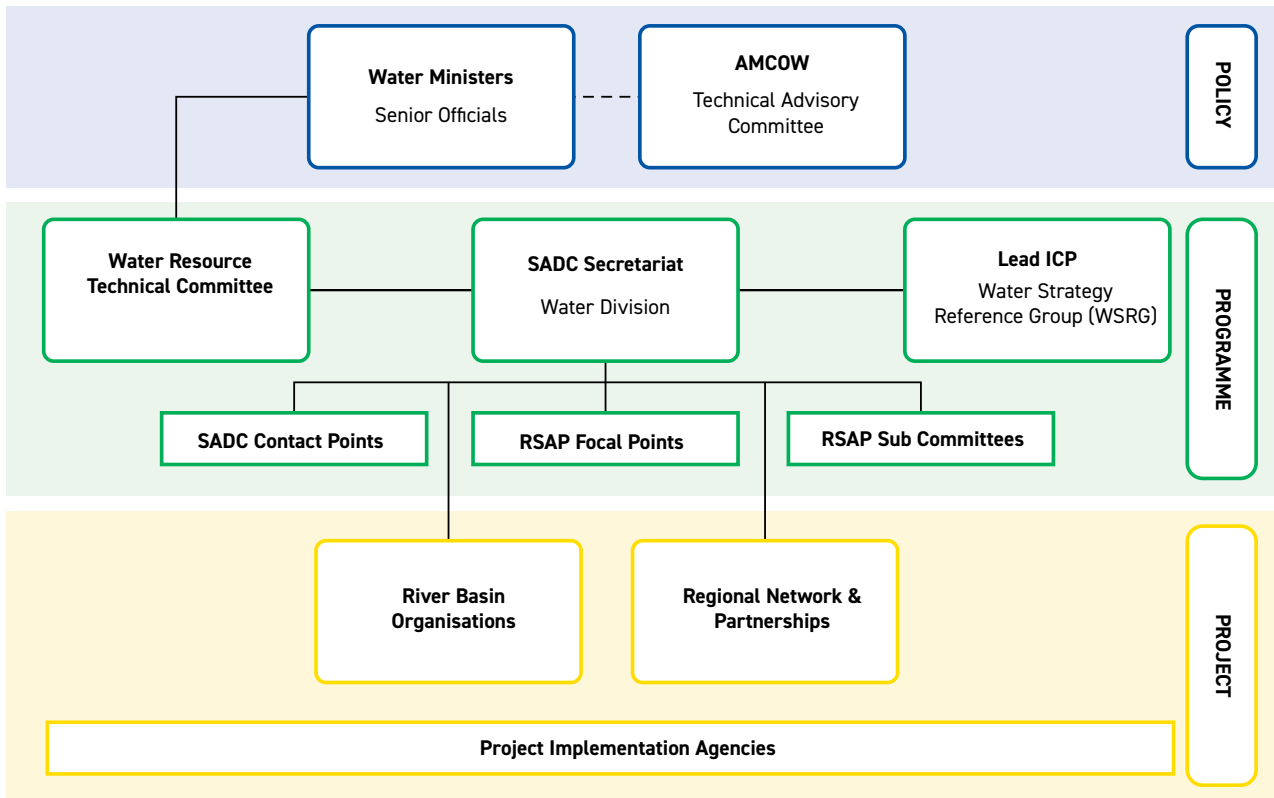 Water Ministers
Senior Officials
AMCOW
Technical Advisory
Committee
POLICY
Water Resource
Technical Committee
SADC Secretariat
Water Division
Lead ICP
Water Strategy
Reference Group (WSRG)
PROGRAMME
SADC Contact Points
RSAP Focal Points
RSAP Sub Committees
River Basin
Organisations
Regional Network &
Partnerships
PROJECT
Project Implementation Agencies